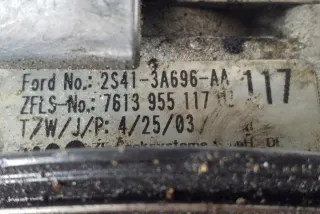 Ford No.: 2S41-3A696-AA 117
ZFLS-No.: 7613 955 117
T/W/J/P: 4/25/03/